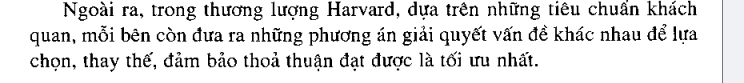 Ngoài ra, trong thương lượng Harvard, dựa trên những tiêu chuẩn khách
quan, mỗi bên còn đưa ra những phương án giải quyết vấn đề khác nhau để lựa
chọn, thay thế, đảm bảo thoả thuận đạt được là tối ưu nhất.